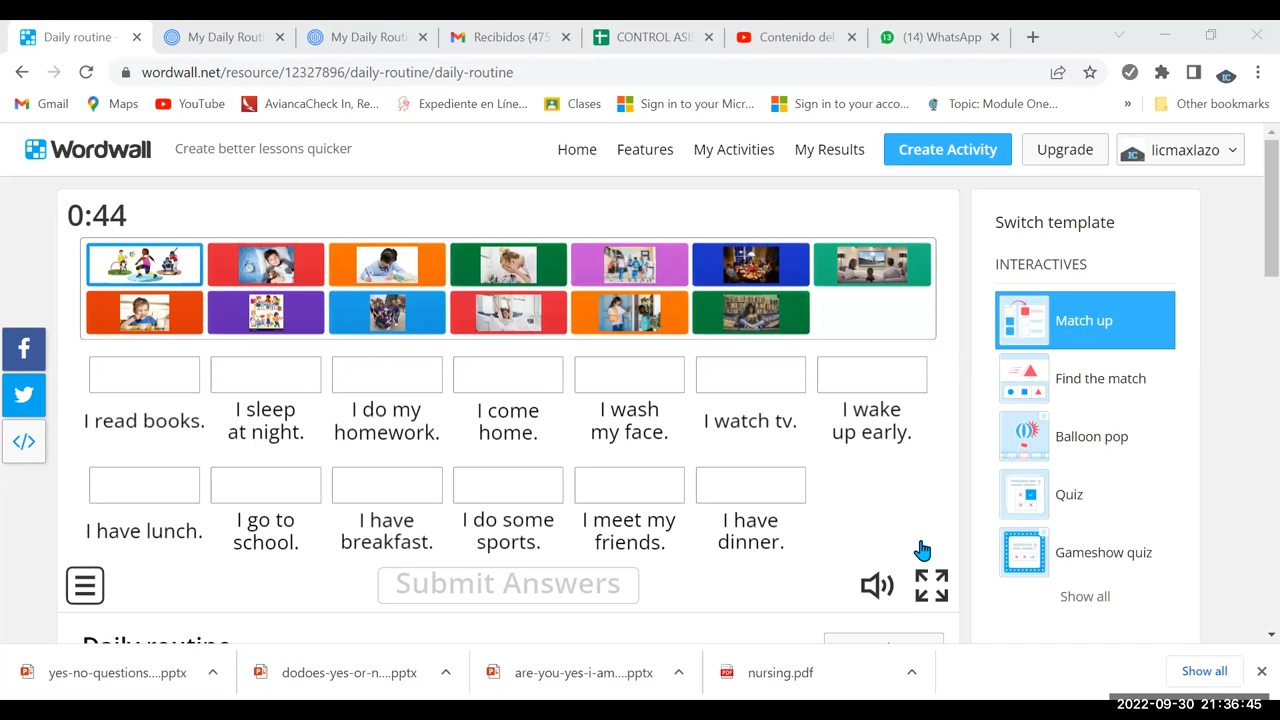 Daily routine -
My Daily Routi
My Daily Routi
Recibidos (475
CONTROL ASI
Contenido del
13
(14) WhatsApp
wordwall.net/resource/12327896/daily-routine/daily-routine
IC
Gmail
Maps
YouTube
AviancaCheck In, Re...
Expediente en Líne...
Clases
Sign in to your Micr...
Sign in to your acco...
Topic: Module One...
»
Other bookmarks
Wordwall
Create better lessons quicker
Home
Features
My Activities
My Results
Create Activity
Upgrade
IC
licmaxlazo
0:44
Switch template
INTERACTIVES
Match up
Find the match
Balloon pop
Quiz
Gameshow quiz
Show all
I read books.
I sleep
at night.
I do my
homework.
I come
home.
I wash
my face.
I watch tv.
I wake
up early.
I have lunch.
I go to
school.
I have
breakfast.
I do some
sports.
I meet my
friends.
I have
dinner.
Submit Answers
Daily routine
yes-no-questions....pptx
dodoes-yes-or-n....pptx
are-you-yes-i-am....pptx
nursing.pdf
Show all
2022-09-30 21:36:45